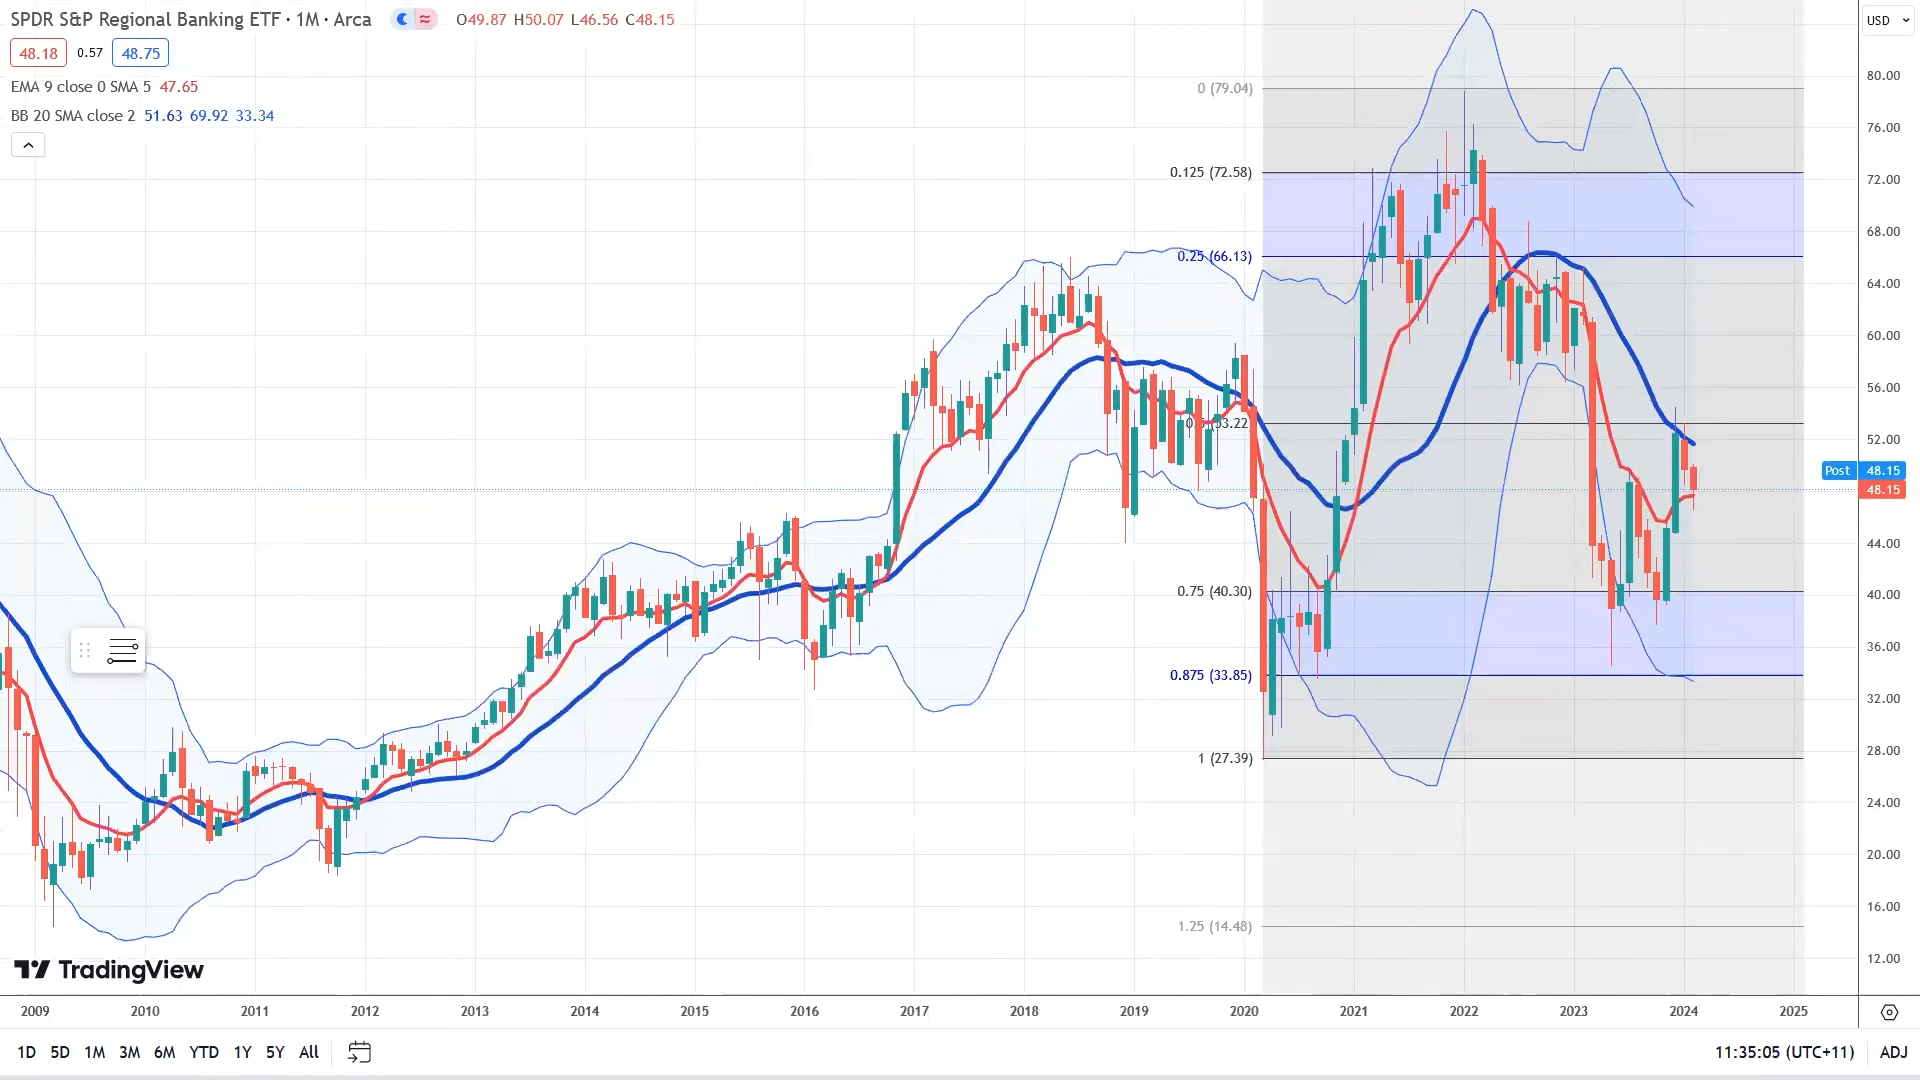 SPDR S&P Regional Banking ETF · 1M · Arca O49.87 H50.07 L46.56 C48.15
48.18 0.57 48.75
EMA 9 close 0 SMA 5 47.65
BB 20 SMA close 2 51.63 69.92 33.34
USD
80.00
76.00
72.00
68.00
64.00
60.00
56.00
52.00
Post 48.15
48.15
44.00
40.00
36.00
32.00
28.00
24.00
20.00
16.00
12.00
0 (79.04)
0.125 (72.58)
0.25 (66.13)
0.75 (40.30)
0.875 (33.85)
1 (27.39)
1.25 (14.48)
TradingView
2009 2010 2011 2012 2013 2014 2015 2016 2017 2018 2019 2020 2021 2022 2023 2024 2025
1D 5D 1M 3M 6M YTD 1Y 5Y All 11:35:05 (UTC+11) ADJ